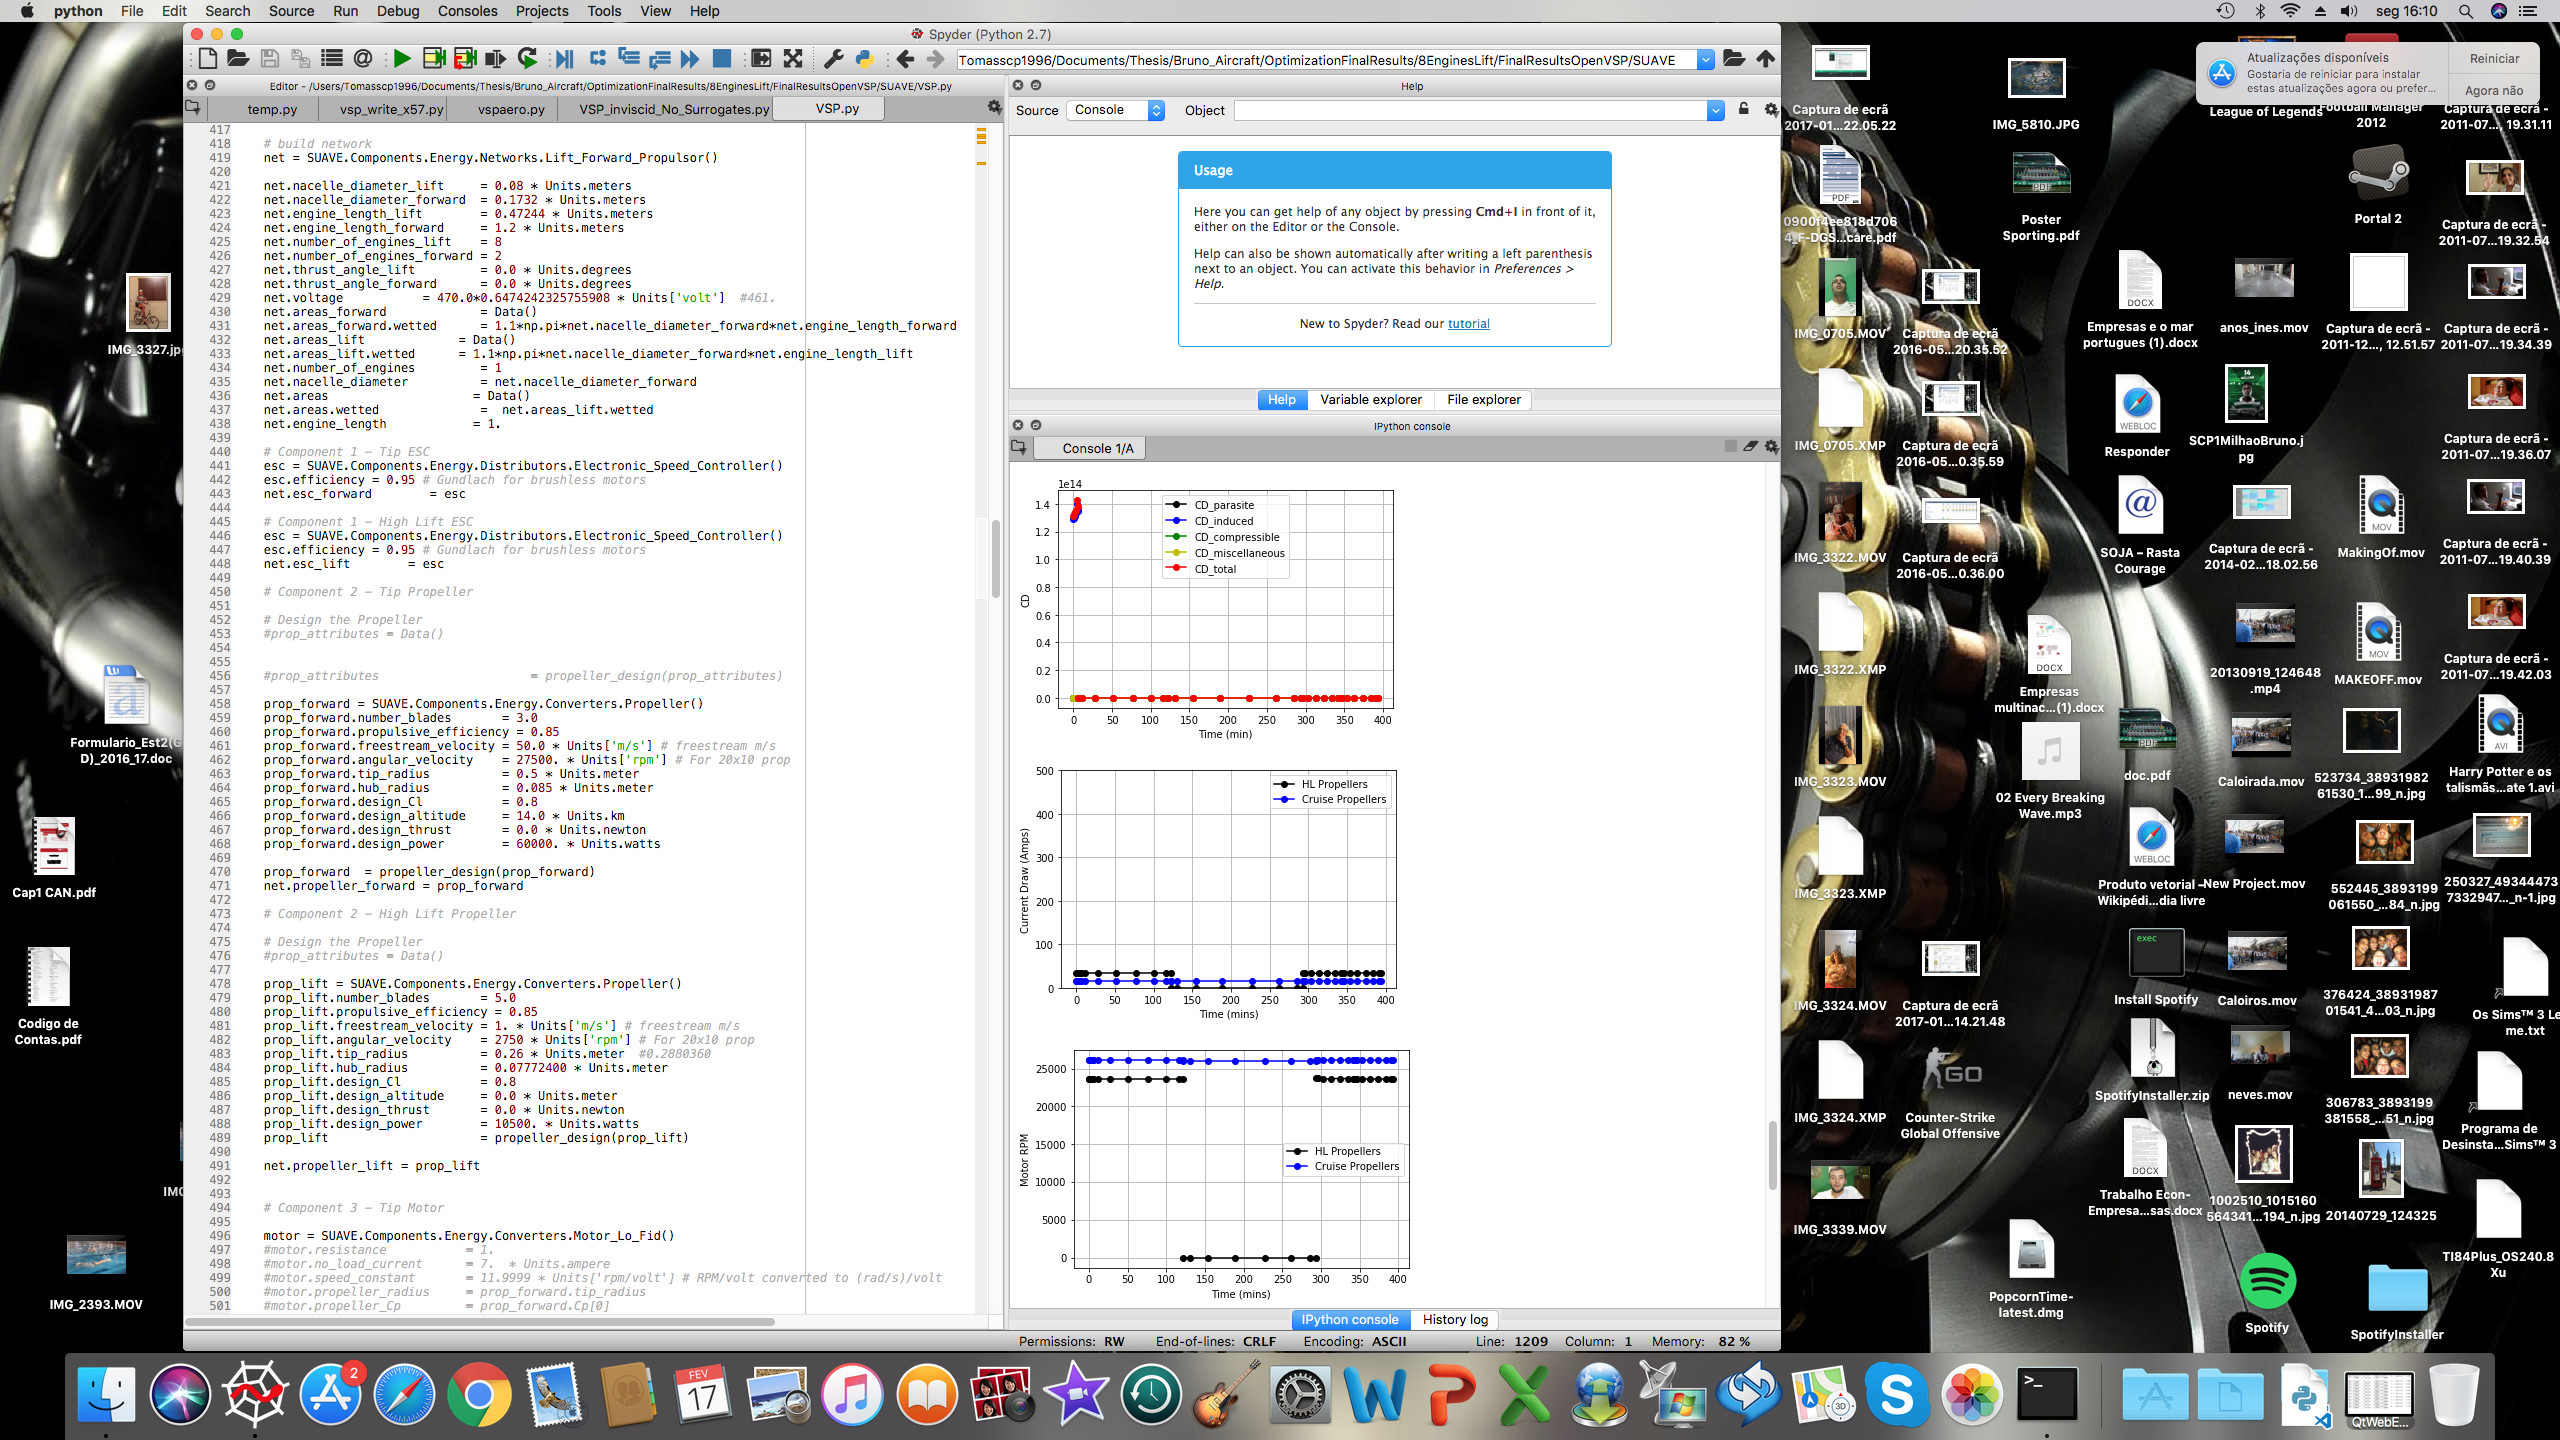 python File Edit Search Source Run Debug Consoles Projects Tools View Help
seg 16:10
Spyder (Python 2.7)
Tomasscp1996/Documents/Thesis/Bruno_Aircraft/OptimizationFinalResults/8EnginesLift/FinalResultsOpenVSP/SUAVE
Editor - /Users/Tomasscp1996/Documents/Thesis/Bruno_Aircraft/OptimizationFinalResults/8EnginesLift/FinalResultsOpenVSP/SUAVE/VSP.py
temp.py vsp_write_x57.py vspaero.py VSP_inviscid_No_Surrogates.py VSP.py
417
418 # build network
419 net = SUAVE.Components.Energy.Networks.Lift_Forward_Propulsor()
420
421 net.nacelle_diameter_lift = 0.08 * Units.meters
422 net.nacelle_diameter_forward = 0.1732 * Units.meters
423 net.engine_length_lift = 0.47244 * Units.meters
424 net.engine_length_forward = 1.2 * Units.meters
425 net.number_of_engines_lift = 8
426 net.number_of_engines_forward = 2
427 net.thrust_angle_lift = 0.0 * Units.degrees
428 net.thrust_angle_forward = 0.0 * Units.degrees
429 net.voltage = 470.0*0.6474242325755908 * Units['volt'] #461.
430 net.areas_forward = Data()
431 net.areas_forward.wetted = 1.1*np.pi*net.nacelle_diameter_forward*net.engine_length_forward
432 net.areas_lift = Data()
433 net.areas_lift.wetted = 1.1*np.pi*net.nacelle_diameter_forward*net.engine_length_lift
434 net.number_of_engines = 1
435 net.nacelle_diameter = net.nacelle_diameter_forward
436 net.areas = Data()
437 net.areas.wetted = net.areas_lift.wetted
438 net.engine_length = 1.
439
440 # Component 1 - Tip ESC
441 esc = SUAVE.Components.Energy.Distributors.Electronic_Speed_Controller()
442 esc.efficiency = 0.95 # Gundlach for brushless motors
443 net.esc_forward = esc
444
445 # Component 1 - High Lift ESC
446 esc = SUAVE.Components.Energy.Distributors.Electronic_Speed_Controller()
447 esc.efficiency = 0.95 # Gundlach for brushless motors
448 net.esc_lift = esc
449
450 # Component 2 - Tip Propeller
451
452 # Design the Propeller
453 #prop_attributes = Data()
454
455
456 #prop_attributes = propeller_design(prop_attributes)
457
458 prop_forward = SUAVE.Components.Energy.Converters.Propeller()
459 prop_forward.number_blades = 3.0
460 prop_forward.propulsive_efficiency = 0.85
461 prop_forward.freestream_velocity = 50.0 * Units['m/s'] # freestream m/s
462 prop_forward.angular_velocity = 27500. * Units['rpm'] # For 20x10 prop
463 prop_forward.tip_radius = 0.5 * Units.meter
464 prop_forward.hub_radius = 0.085 * Units.meter
465 prop_forward.design_Cl = 0.8
466 prop_forward.design_altitude = 14.0 * Units.km
467 prop_forward.design_thrust = 0.0 * Units.newton
468 prop_forward.design_power = 60000. * Units.watts
469
470 prop_forward = propeller_design(prop_forward)
471 net.propeller_forward = prop_forward
472
473 # Component 2 - High Lift Propeller
474
475 # Design the Propeller
476 #prop_attributes = Data()
477
478 prop_lift = SUAVE.Components.Energy.Converters.Propeller()
479 prop_lift.number_blades = 5.0
480 prop_lift.propulsive_efficiency = 0.85
481 prop_lift.freestream_velocity = 1. * Units['m/s'] # freestream m/s
482 prop_lift.angular_velocity = 2750 * Units['rpm'] # For 20x10 prop
483 prop_lift.tip_radius = 0.26 * Units.meter #0.2880360
484 prop_lift.hub_radius = 0.07772400 * Units.meter
485 prop_lift.design_Cl = 0.8
486 prop_lift.design_altitude = 0.0 * Units.meter
487 prop_lift.design_thrust = 0.0 * Units.newton
488 prop_lift.design_power = 10500. * Units.watts
489 prop_lift = propeller_design(prop_lift)
490
491 net.propeller_lift = prop_lift
492
493
494 # Component 3 - Tip Motor
495
496 motor = SUAVE.Components.Energy.Converters.Motor_Lo_Fid()
497 #motor.resistance = 1.
498 #motor.no_load_current = 7. * Units.ampere
499 #motor.speed_constant = 11.9999 * Units['rpm/volt'] # RPM/volt converted to (rad/s)/volt
500 #motor.propeller_radius = prop_forward.tip_radius
501 #motor.propeller_Cp = prop_forward.Cp[0]
Help
Source Console Object
Usage
Here you can get help of any object by pressing Cmd+I in front of it,
either on the Editor or the Console.
Help can also be shown automatically after writing a left parenthesis
next to an object. You can activate this behavior in Preferences >
Help.
New to Spyder? Read our tutorial
Help Variable explorer File explorer
IPython console
Console 1/A
1e14
1.4
1.2
1.0
0.8
0.6
0.4
0.2
0.0
CD
CD_parasite
CD_induced
CD_compressible
CD_miscellaneous
CD_total
0 50 100 150 200 250 300 350 400
Time (min)
500
400
300
200
100
0
Current Draw (Amps)
HL Propellers
Cruise Propellers
0 50 100 150 200 250 300 350 400
Time (mins)
25000
20000
15000
10000
5000
0
Motor RPM
HL Propellers
Cruise Propellers
0 50 100 150 200 250 300 350 400
Time (mins)
IPython console History log
Permissions: RW End-of-lines: CRLF Encoding: ASCII Line: 1209 Column: 1 Memory: 82 %
Atualizações disponíveis
Gostaria de reiniciar para instalar
estas atualizações agora ou prefer...
Reiniciar
Agora não
IMG_3327.jp
Formulario_Est2(G
D)_2016_17.doc
Cap1 CAN.pdf
Codigo de
Contas.pdf
IMG_2393.MOV
IMG
Captura de ecrã
2017-01...22.05.22
PDF
0900f4ee818d706
4_F-DGS...care.pdf
IMG_0705.MOV
IMG_0705.XMP
IMG_3322.MOV
IMG_3322.XMP
IMG_3323.MOV
IMG_3323.XMP
IMG_3324.MOV
IMG_3324.XMP
IMG_3339.MOV
Captura de ecrã
2016-05...20.35.52
Captura de ecrã
2016-05...0.35.59
Captura de ecrã
2016-05...0.36.00
Captura de ecrã
2017-01...14.21.48
GO
Counter-Strike
Global Offensive
IMG_5810.JPG
PDF
Poster
Sporting.pdf
DOCX
Empresas
multinac...(1).docx
02 Every Breaking
Wave.mp3
PopcornTime-
latest.dmg
DOCX
Empresas e o mar
portugues (1).docx
WEBLOC
Responder
SOJA – Rasta
Courage
PDF
doc.pdf
WEBLOC
Produto vetorial –
Wikipédi...dia livre
exec
Install Spotify
SpotifyInstaller.zip
DOCX
Trabalho Econ-
Empresa...sas.docx
League of Legends
anos_ines.mov
SCP1MilhaoBruno.j
pg
Captura de ecrã -
2014-02...18.02.56
20130919_124648
.mp4
Caloirada.mov
New Project.mov
Caloiros.mov
neves.mov
1002510_1015160
564341...194_n.jpg
Spotify
Football Manager
2012
Portal 2
Captura de ecrã -
2011-12..., 12.51.57
MOV
MakingOf.mov
MOV
MAKEOFF.mov
523734_38931982
61530_1...99_n.jpg
552445_3893199
061550_...84_n.jpg
376424_38931987
01541_4...03_n.jpg
306783_3893199
381558_...51_n.jpg
20140729_124325
SpotifyInstaller
Captura de ecrã -
2011-07..., 19.31.11
Captura de ecrã -
2011-07...19.32.54
Captura de ecrã -
2011-07...19.34.39
Captura de ecrã -
2011-07...19.36.07
Captura de ecrã -
2011-07...19.40.39
Captura de ecrã -
2011-07...19.42.03
AVI
Harry Potter e os
talismãs...ate 1.avi
250327_49344473
7332947..._n-1.jpg
Os Sims™ 3 Le
me.txt
Programa de
Desinsta...Sims™ 3
TI84Plus_OS240.8
Xu
2
FEV
17
3D
QtWebE...